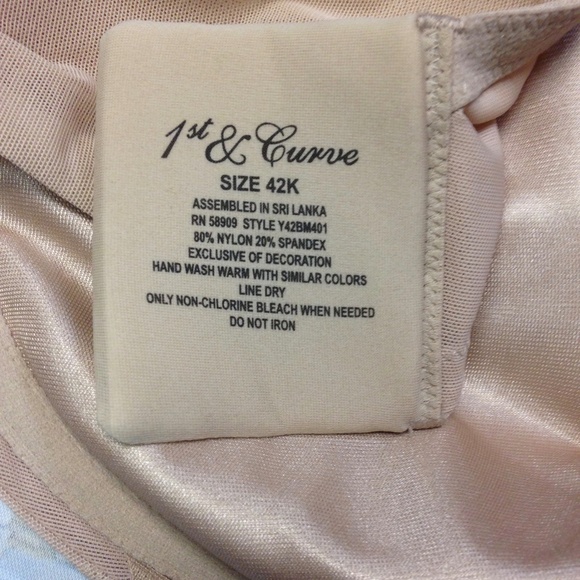 1st & Curve
SIZE 42K
ASSEMBLED IN SRI LANKA
RN 58909 STYLE Y42BM401
80% NYLON 20% SPANDEX
EXCLUSIVE OF DECORATION
HAND WASH WARM WITH SIMILAR COLORS
LINE DRY
ONLY NON-CHLORINE BLEACH WHEN NEEDED
DO NOT IRON